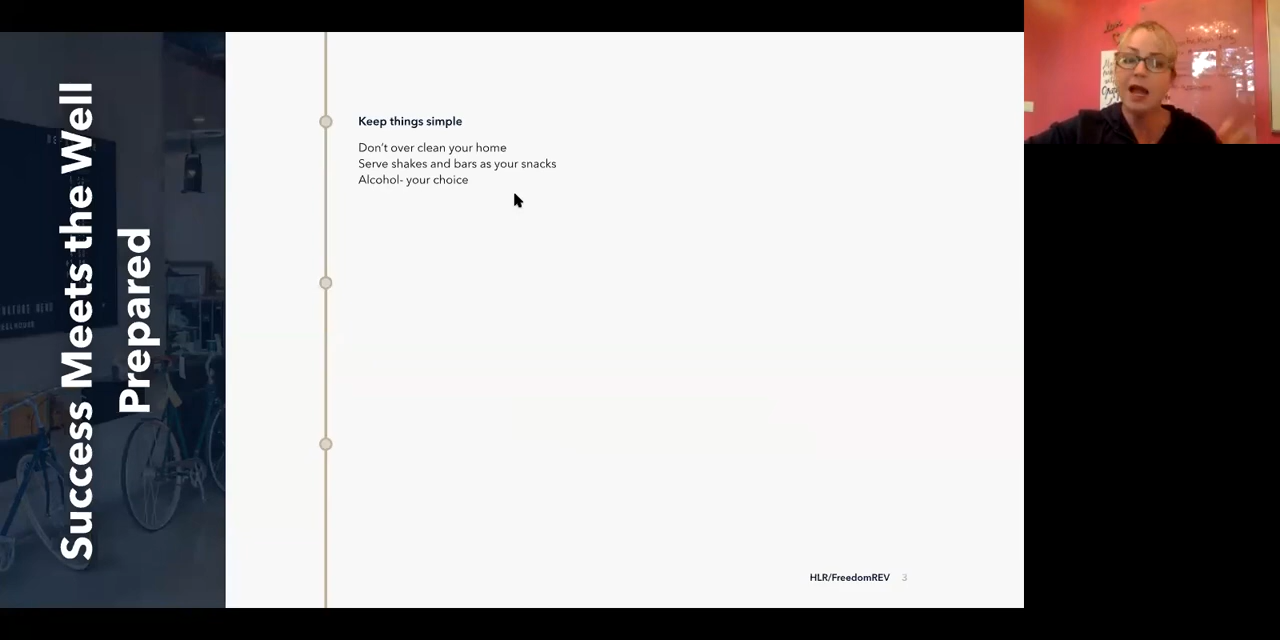 Success Meets the Well
Prepared
Keep things simple
Don't over clean your home
Serve shakes and bars as your snacks
Alcohol- your choice
HLR/FreedomREV 3